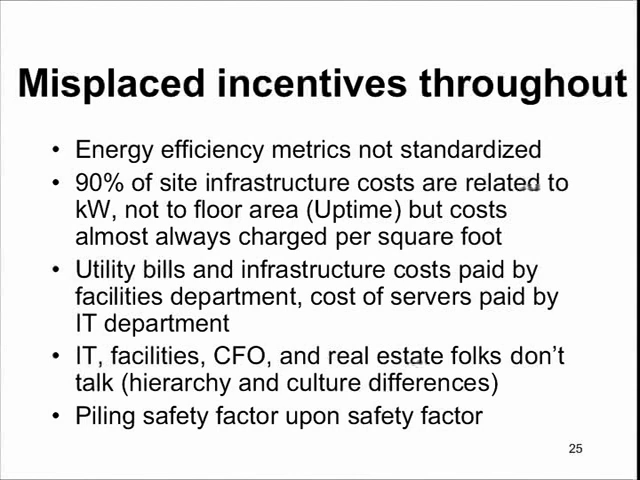 Misplaced incentives throughout
• Energy efficiency metrics not standardized
• 90% of site infrastructure costs are related to
kW, not to floor area (Uptime) but costs
almost always charged per square foot
• Utility bills and infrastructure costs paid by
facilities department, cost of servers paid by
IT department
• IT, facilities, CFO, and real estate folks don’t
talk (hierarchy and culture differences)
• Piling safety factor upon safety factor
25